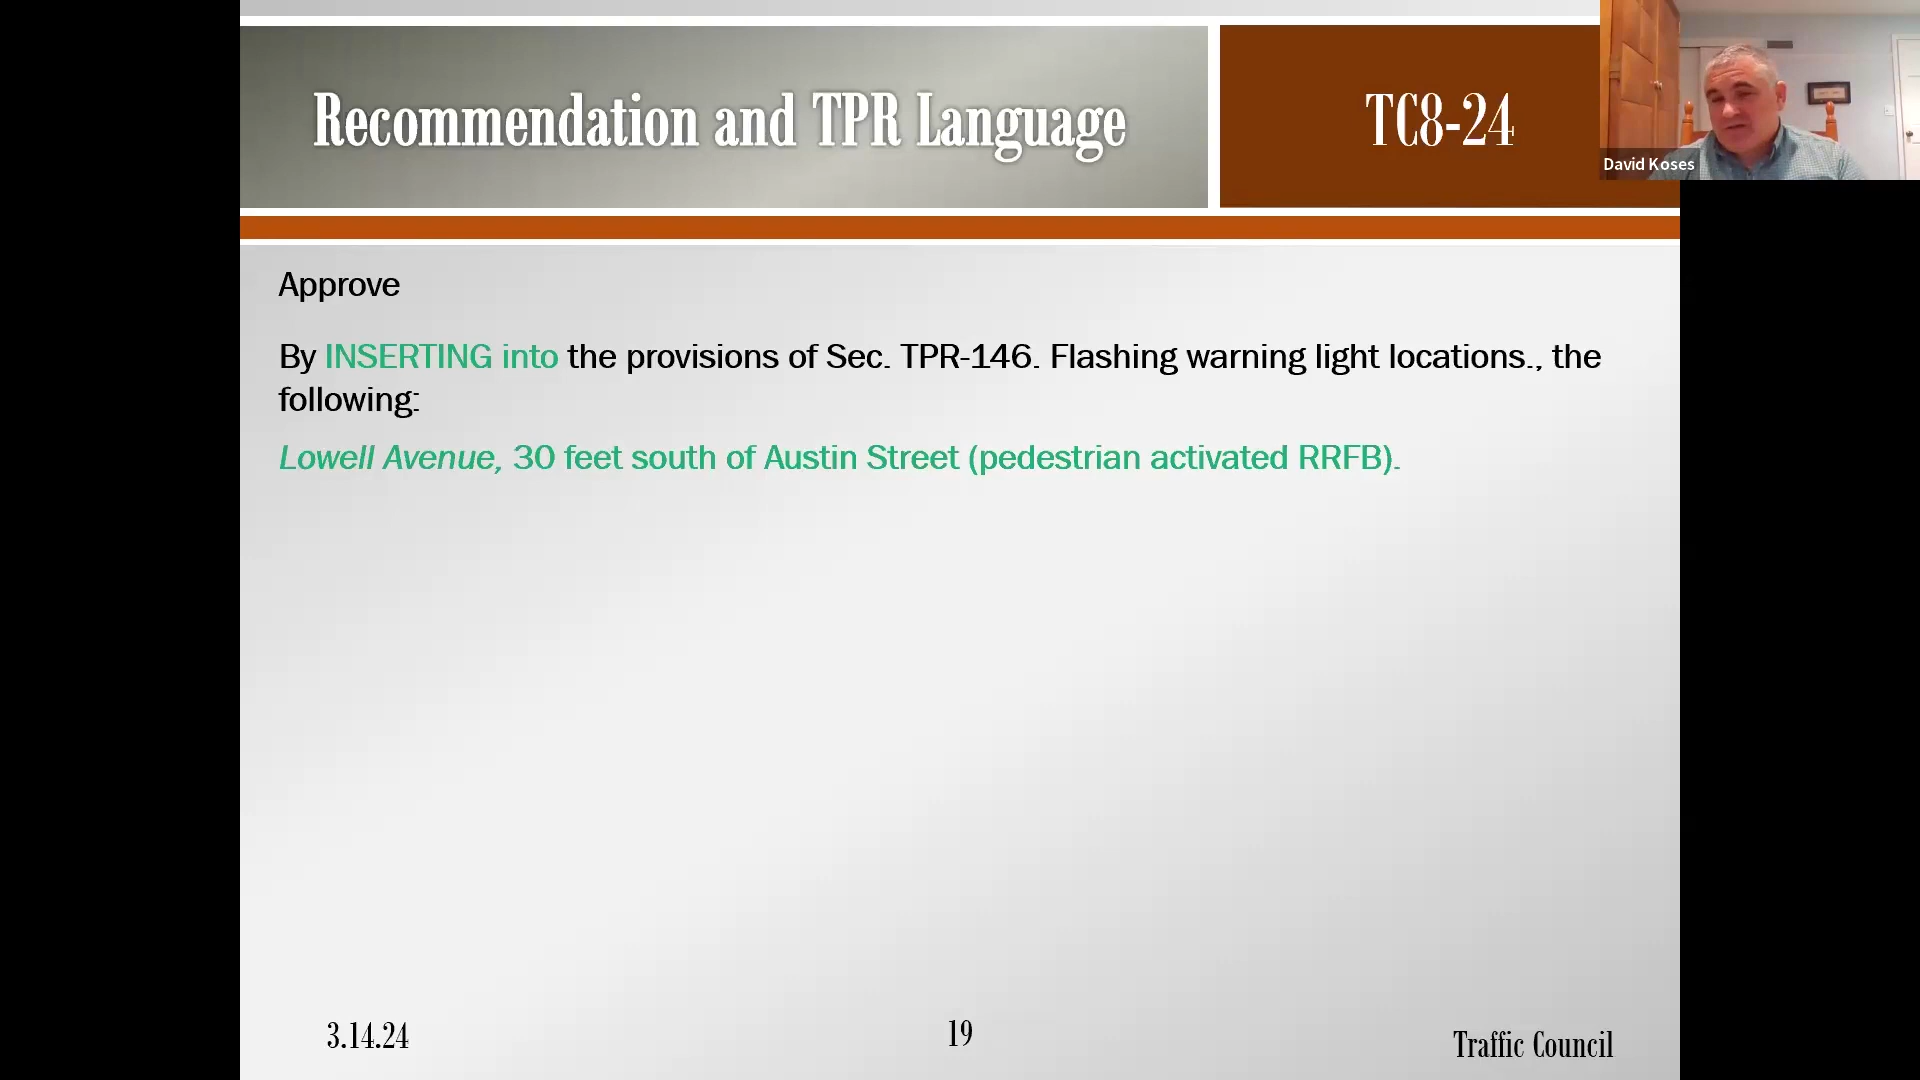 Recommendation and TPR Language
TC8-24
David Koses
Approve
By INSERTING into the provisions of Sec. TPR-146. Flashing warning light locations., the
following:
Lowell Avenue, 30 feet south of Austin Street (pedestrian activated RRFB).
3.14.24
19
Traffic Council